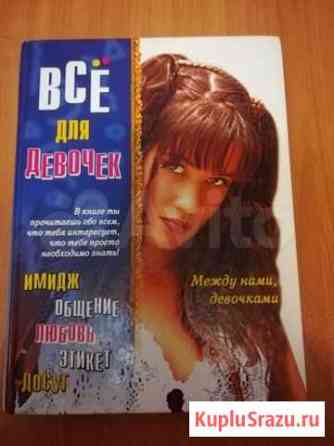 ВСЁ
ДЛЯ
ДЕВОЧЕК
В книге ты
прочитаешь обо всем,
что тебя интересует,
что тебе просто
необходимо знать!
ИМИДЖ
ОБЩЕНИЕ
ЛЮБОВЬ
ЭТИКЕТ
ДОСУГ
Между нами,
девочками
Avito
KupluSrazu.ru